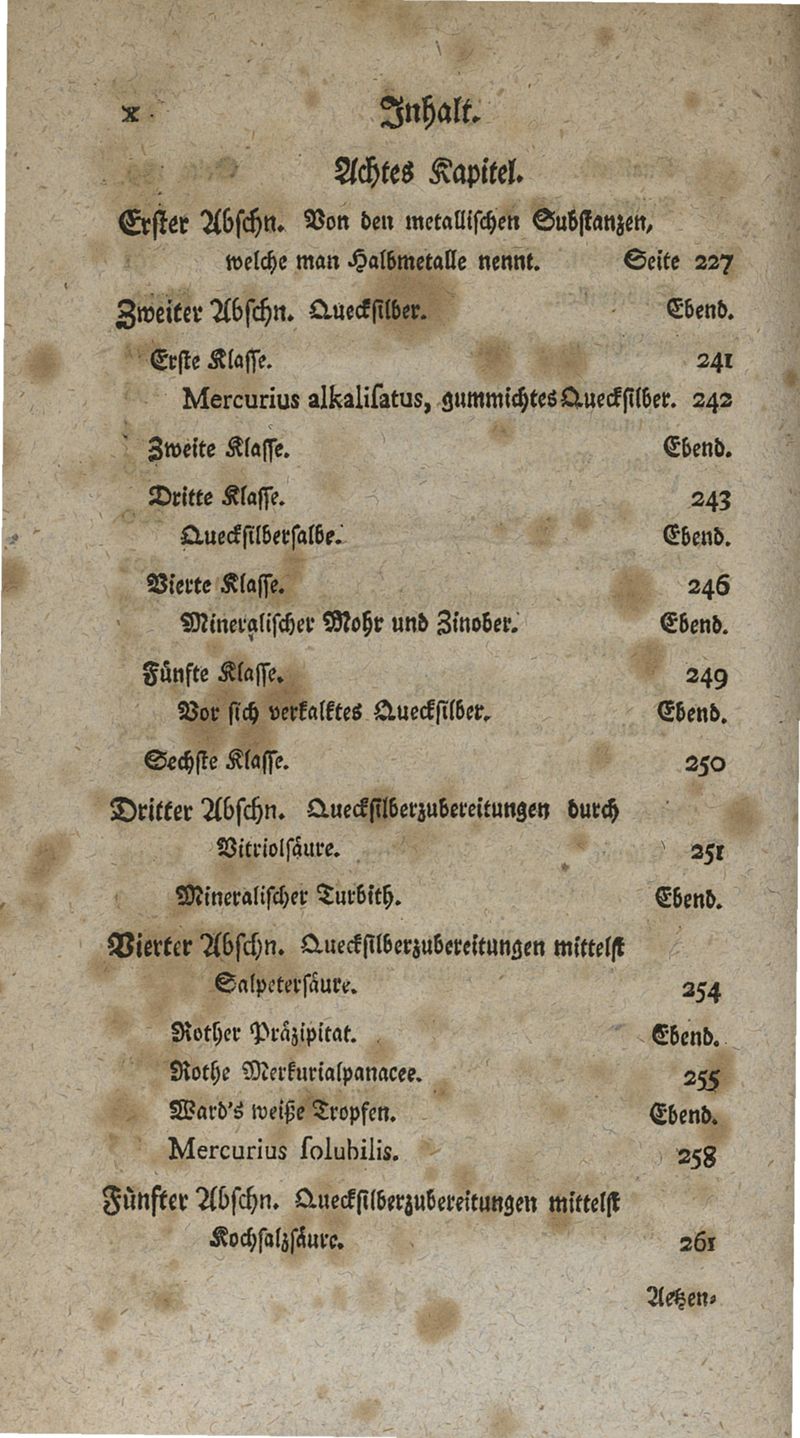 x
Inhalt.
Achtes Kapitel.
Erster Abschn. Von den metallischen Substanzen,
welche man Halbmetalle nennt. Seite 227
Zweiter Abschn. Quecksilber. Ebend.
Erste Klasse. 241
Mercurius alkaliſatus, gummichtes Quecksilber. 242
Zweite Klasse. Ebend.
Dritte Klasse. 243
Quecksilbersalbe. Ebend.
Vierte Klasse. 246
Mineralischer Mohr und Zinober. Ebend.
Fünfte Klasse. 249
Vor sich verkalktes Quecksilber. Ebend.
Sechste Klasse. 250
Dritter Abschn. Quecksilberzubereitungen durch
Vitriolsäure. 251
Mineralischer Turbith. Ebend.
Vierter Abschn. Quecksilberzubereitungen mittelst
Salpetersäure. 254
Rother Präzipitat. Ebend.
Rothe Merkurialpanacee. 255
Ward's weiße Tropfen. Ebend.
Mercurius ſolubilis. 258
Fünfter Abschn. Quecksilberzubereitungen mittelst
Kochsalzsäure. 261
Aetzen-